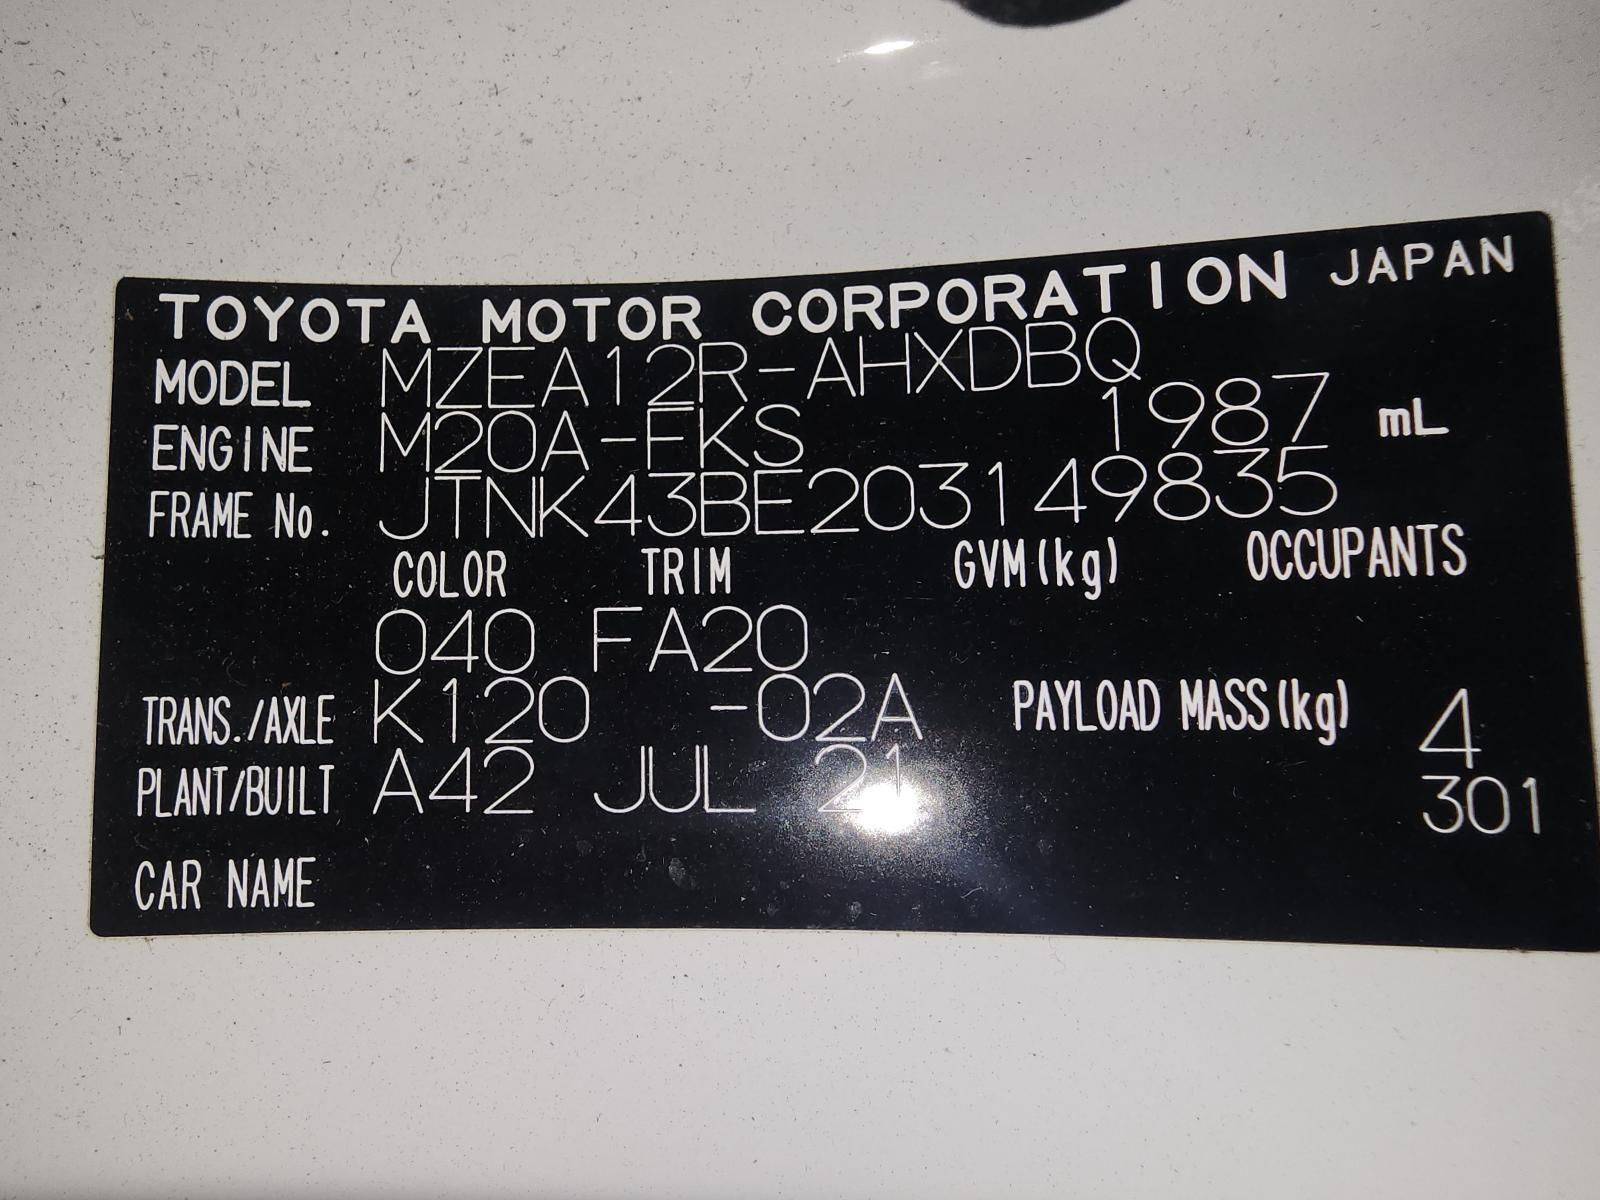 TOYOTA MOTOR CORPORATION JAPAN
MODEL MZEA12R-AHXDBQ
ENGINE M20A-FKS 1987 mL
FRAME No. JTNK43BE203149835
COLOR TRIM GVM(kg) OCCUPANTS
040 FA20
TRANS./AXLE K120 -02A PAYLOAD MASS(kg) 4
PLANT/BUILT A42 JUL 21 301
CAR NAME